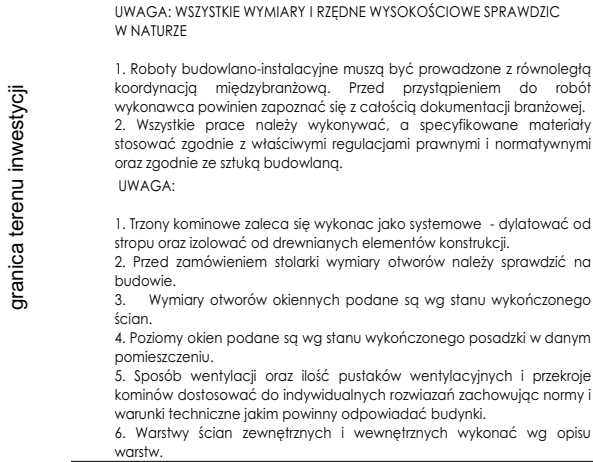 UWAGA: WSZYSTKIE WYMIARY I RZĘDNE WYSOKOŚCIOWE SPRAWDZIC
W NATURZE
1. Roboty budowlano-instalacyjne muszą być prowadzone z równoległą
koordynacją międzybranżową. Przed przystąpieniem do robót
wykonawca powinien zapoznać się z całością dokumentacji branżowej.
2. Wszystkie prace należy wykonywać, a specyfikowane materiały
stosować zgodnie z właściwymi regulacjami prawnymi i normatywnymi
oraz zgodnie ze sztuką budowlaną.
UWAGA:
1. Trzony kominowe zaleca się wykonac jako systemowe - dylatować od
stropu oraz izolować od drewnianych elementów konstrukcji.
2. Przed zamówieniem stolarki wymiary otworów należy sprawdzić na
budowie.
3. Wymiary otworów okiennych podane są wg stanu wykończonego
ścian.
4. Poziomy okien podane są wg stanu wykończonego posadzki w danym
pomieszczeniu.
5. Sposób wentylacji oraz ilość pustaków wentylacyjnych i przekroje
kominów dostosować do indywidualnych rozwiazań zachowując normy i
warunki techniczne jakim powinny odpowiadać budynki.
6. Warstwy ścian zewnętrznych i wewnętrznych wykonać wg opisu
warstw.
granica terenu inwestycji